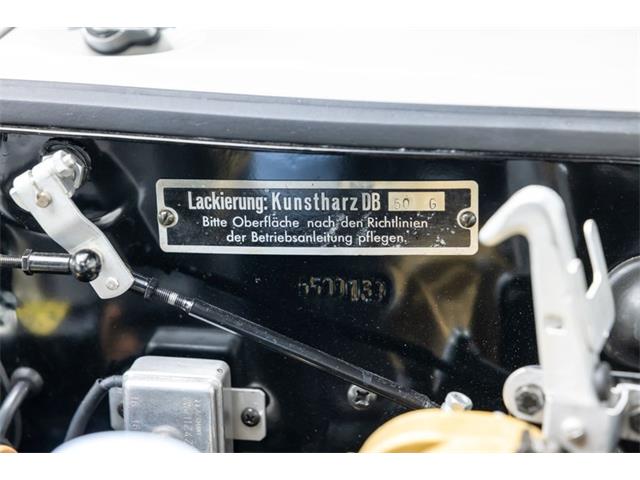 Lackierung: Kunstharz DB 50 G
Bitte Oberfläche nach den Richtlinien
der Betriebsanleitung pflegen.